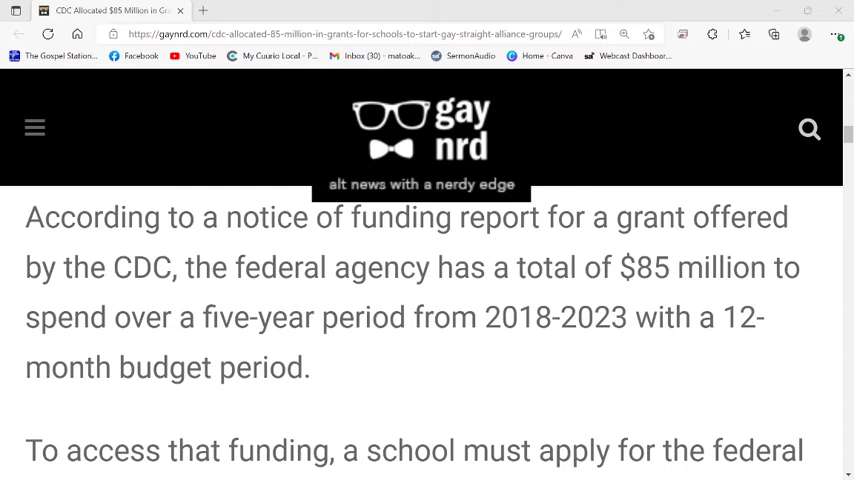 CDC Allocated $85 Million in Gra
https://gaynrd.com/cdc-allocated-85-million-in-grants-for-schools-to-start-gay-straight-alliance-groups/
The Gospel Station... Facebook YouTube My Cuurio Local - P... Inbox (30) - matoak... SermonAudio Home - Canva Webcast Dashboar...
gay
nrd
alt news with a nerdy edge
According to a notice of funding report for a grant offered
by the CDC, the federal agency has a total of $85 million to
spend over a five-year period from 2018-2023 with a 12-
month budget period.
To access that funding, a school must apply for the federal